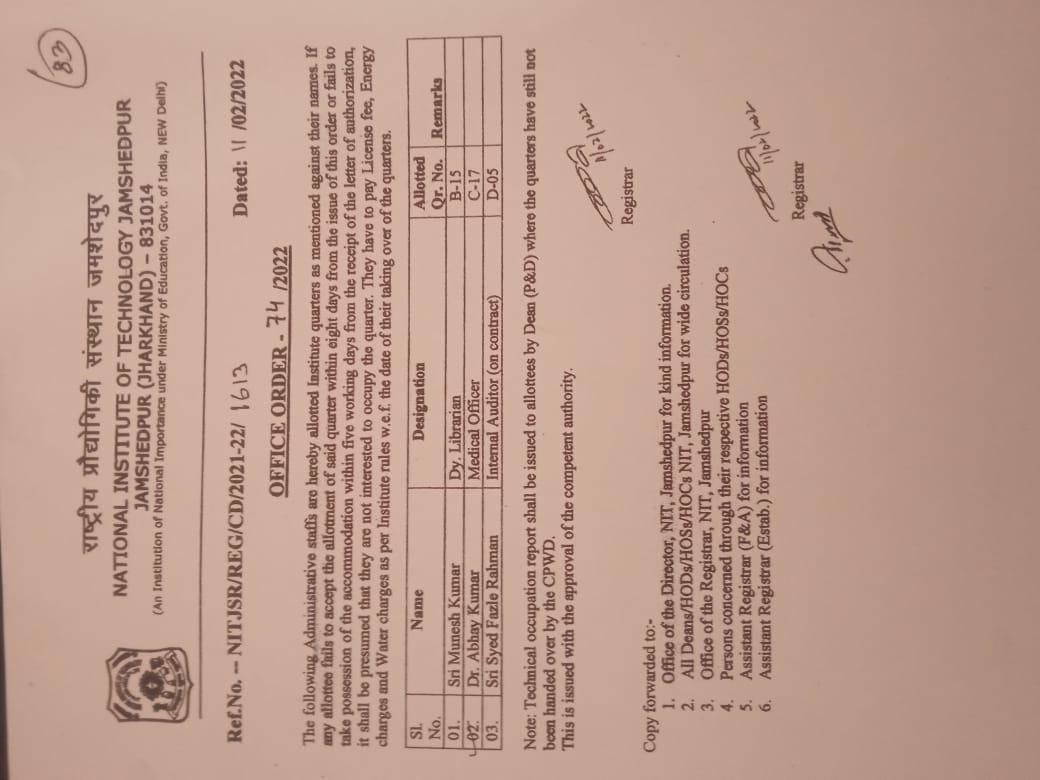 83
राष्ट्रीय प्रौद्योगिकी संस्थान जमशेदपुर
NATIONAL INSTITUTE OF TECHNOLOGY JAMSHEDPUR
JAMSHEDPUR (JHARKHAND) – 831014
(An Institution of National Importance under Ministry of Education, Govt. of India, NEW Delhi)
Ref.No. – NITJSR/REG/CD/2021-22/ 1613 Dated: 11 /02/2022
OFFICE ORDER - 74 /2022
The following Administrative staffs are hereby allotted Institute quarters as mentioned against their names. If
any allottee fails to accept the allotment of said quarter within eight days from the issue of this order or fails to
take possession of the accommodation within five working days from the receipt of the letter of authorization,
it shall be presumed that they are not interested to occupy the quarter. They have to pay License fee, Energy
charges and Water charges as per Institute rules w.e.f. the date of their taking over of the quarters.
Sl. No. Name Designation Allotted Qr. No. Remarks
01. Sri Munesh Kumar Dy. Librarian B-15
02. Dr. Abhay Kumar Medical Officer C-17
03. Sri Syed Fazle Rahman Internal Auditor (on contract) D-05
Note: Technical occupation report shall be issued to allottees by Dean (P&D) where the quarters have still not
been handed over by the CPWD.
This is issued with the approval of the competent authority.
11/02/2022
Registrar
Copy forwarded to:-
1. Office of the Director, NIT, Jamshedpur for kind information.
2. All Deans/HODs/HOSs/HOCs NIT, Jamshedpur for wide circulation.
3. Office of the Registrar, NIT, Jamshedpur
4. Persons concerned through their respective HODs/HOSs/HOCs
5. Assistant Registrar (F&A) for information
6. Assistant Registrar (Estab.) for information
11/02/2022
Registrar